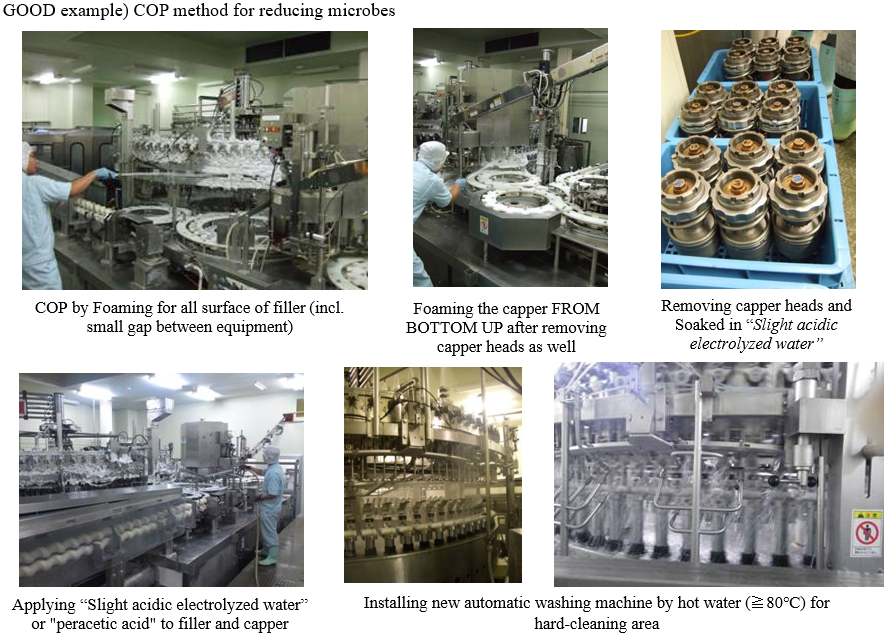 GOOD example) COP method for reducing microbes
COP by Foaming for all surface of filler (incl.
small gap between equipment)
Foaming the capper FROM
BOTTOM UP after removing
capper heads as well
Removing capper heads and
Soaked in “Slight acidic
electrolyzed water”
Applying “Slight acidic electrolyzed water”
or "peracetic acid" to filler and capper
注意
Installing new automatic washing machine by hot water (≧80℃) for
hard-cleaning area